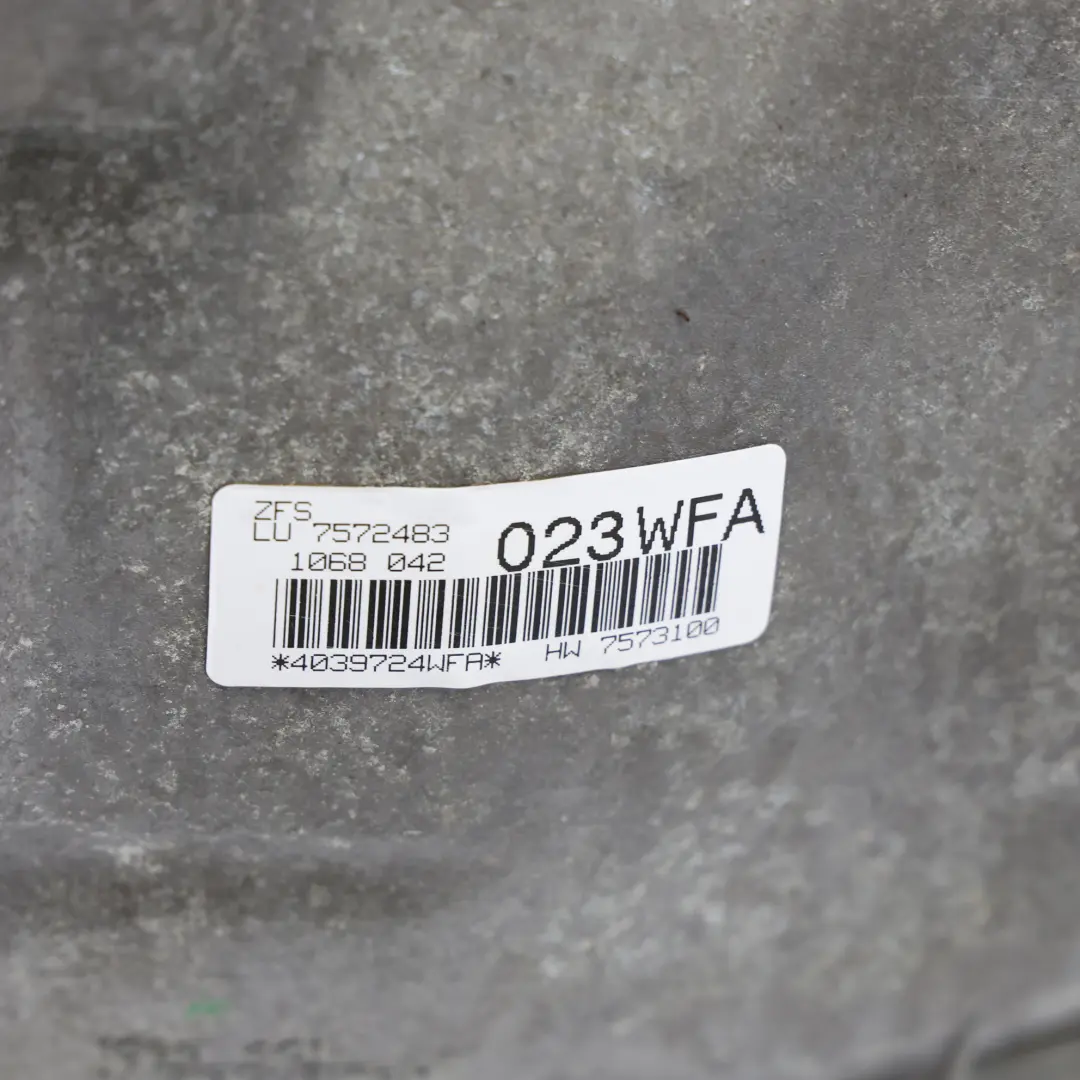 ZFS
LU 7572483
1068 042
023WFA
*4039724WFA*
HW 7573100